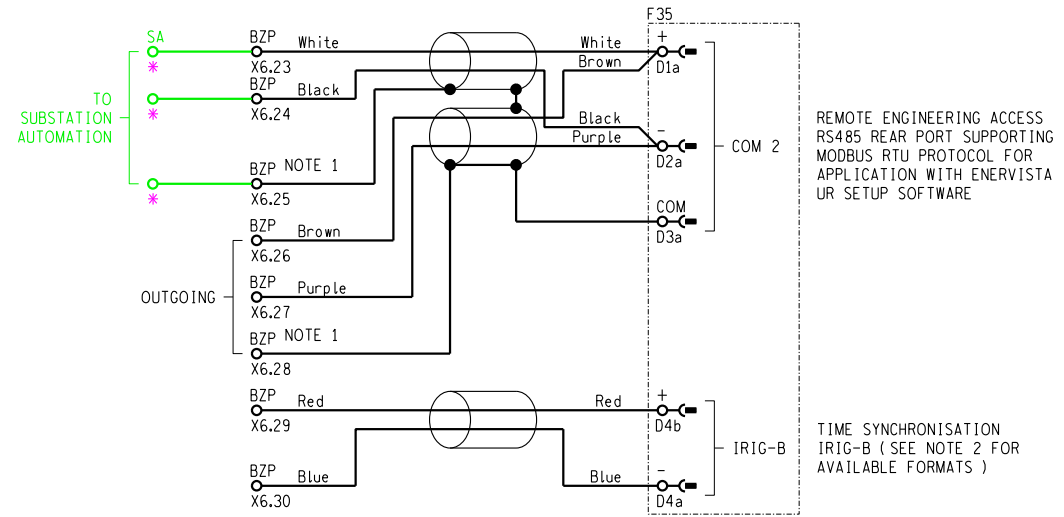 F35
SA
BZP
White
White
+
X6.23
Brown
D1a
BZP
Black
X6.24
TO
SUBSTATION
AUTOMATION
Black
-
Purple
COM 2
D2a
REMOTE ENGINEERING ACCESS
RS485 REAR PORT SUPPORTING
MODBUS RTU PROTOCOL FOR
APPLICATION WITH ENERVISTA
UR SETUP SOFTWARE
BZP NOTE 1
X6.25
COM
D3a
BZP
Brown
X6.26
OUTGOING
BZP
Purple
X6.27
BZP NOTE 1
X6.28
BZP
Red
Red
+
X6.29
D4b
IRIG-B
TIME SYNCHRONISATION
IRIG-B ( SEE NOTE 2 FOR
AVAILABLE FORMATS )
BZP
Blue
Blue
-
X6.30
D4a